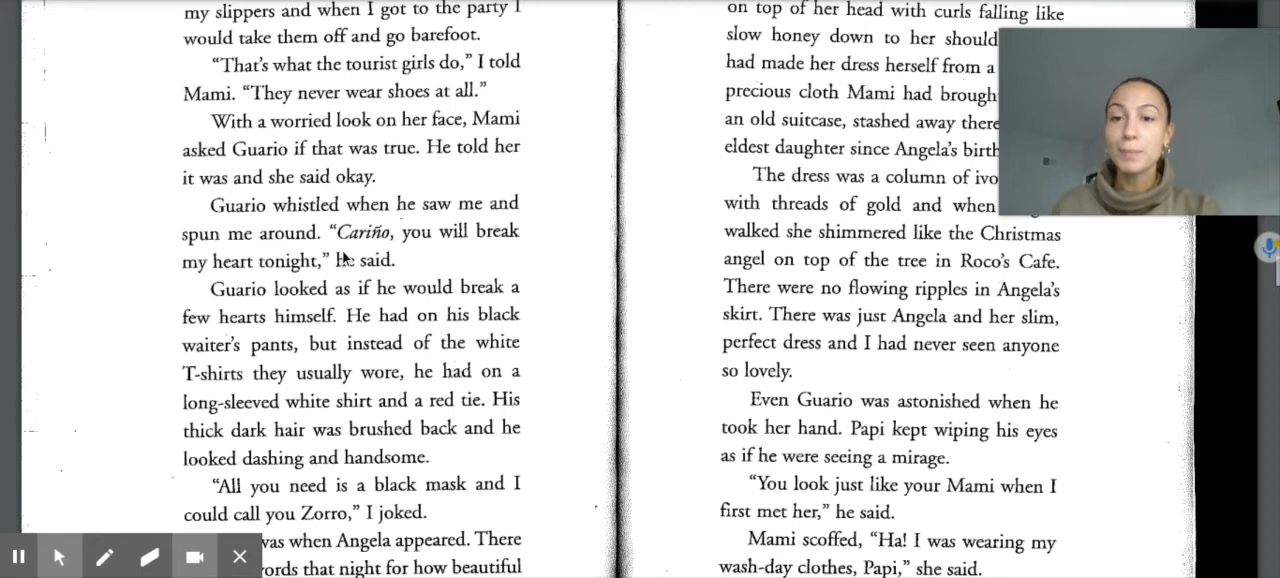 my slippers and when I got to the party I
would take them off and go barefoot.
“That’s what the tourist girls do,” I told
Mami. “They never wear shoes at all.”
With a worried look on her face, Mami
asked Guario if that was true. He told her
it was and she said okay.
Guario whistled when he saw me and
spun me around. “Cariño, you will break
my heart tonight,” he said.
Guario looked as if he would break a
few hearts himself. He had on his black
waiter’s pants, but instead of the white
T-shirts they usually wore, he had on a
long-sleeved white shirt and a red tie. His
thick dark hair was brushed back and he
looked dashing and handsome.
“All you need is a black mask and I
could call you Zorro,” I joked.
was when Angela appeared. There
that night for how beautiful
on top of her head with curls falling like
slow honey down to her
had made her dress herself from a
precious cloth Mami had
an old suitcase, stashed away there
eldest daughter since Angela’s
The dress was a column of
with threads of gold and when
walked she shimmered like the Christmas
angel on top of the tree in Roco’s Cafe.
There were no flowing ripples in Angela’s
skirt. There was just Angela and her slim,
perfect dress and I had never seen anyone
so lovely.
Even Guario was astonished when he
took her hand. Papi kept wiping his eyes
as if he were seeing a mirage.
“You look just like your Mami when I
first met her,” he said.
Mami scoffed, “Ha! I was wearing my
wash-day clothes, Papi,” she said.